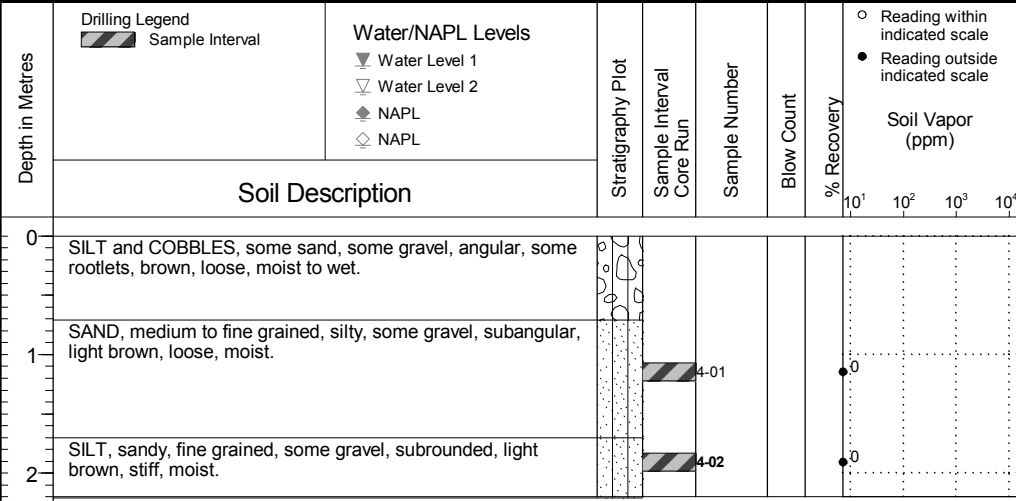 Depth in Metres
Drilling Legend
Sample Interval
Water/NAPL Levels
Water Level 1
Water Level 2
NAPL
NAPL
Soil Description
Stratigraphy Plot
Sample Interval
Core Run
Sample Number
Blow Count
% Recovery
Reading within
indicated scale
Reading outside
indicated scale
Soil Vapor
(ppm)
10¹ 10² 10³ 10⁴
0
SILT and COBBLES, some sand, some gravel, angular, some
rootlets, brown, loose, moist to wet.
SAND, medium to fine grained, silty, some gravel, subangular,
light brown, loose, moist.
1
4-01
0
SILT, sandy, fine grained, some gravel, subrounded, light
brown, stiff, moist.
2
4-02
0